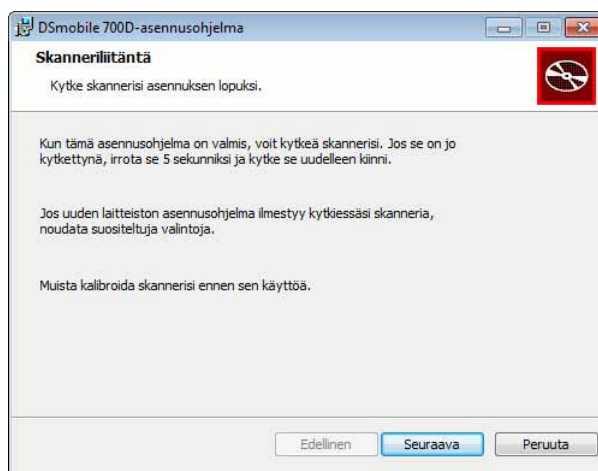 DSmobile 700D-asennusohjelma
Skanneriliitäntä
Kytke skannerisi asennuksen lopuksi.
Kun tämä asennusohjelma on valmis, voit kytkeä skannerisi. Jos se on jo
kytkettynä, irrota se 5 sekunniksi ja kytke se uudelleen kiinni.
Jos uuden laitteiston asennusohjelma ilmestyy kytkiessäsi skanneria,
noudata suositeltuja valintoja.
Muista kalibroida skannerisi ennen sen käyttöä.
Edellinen
Seuraava
Peruuta